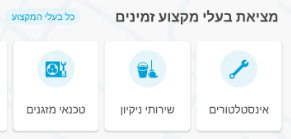 מציאת בעלי מקצוע זמינים
כל בעלי המקצוע
אינסטלטורים
שירותי ניקיון
טכנאי מזגנים